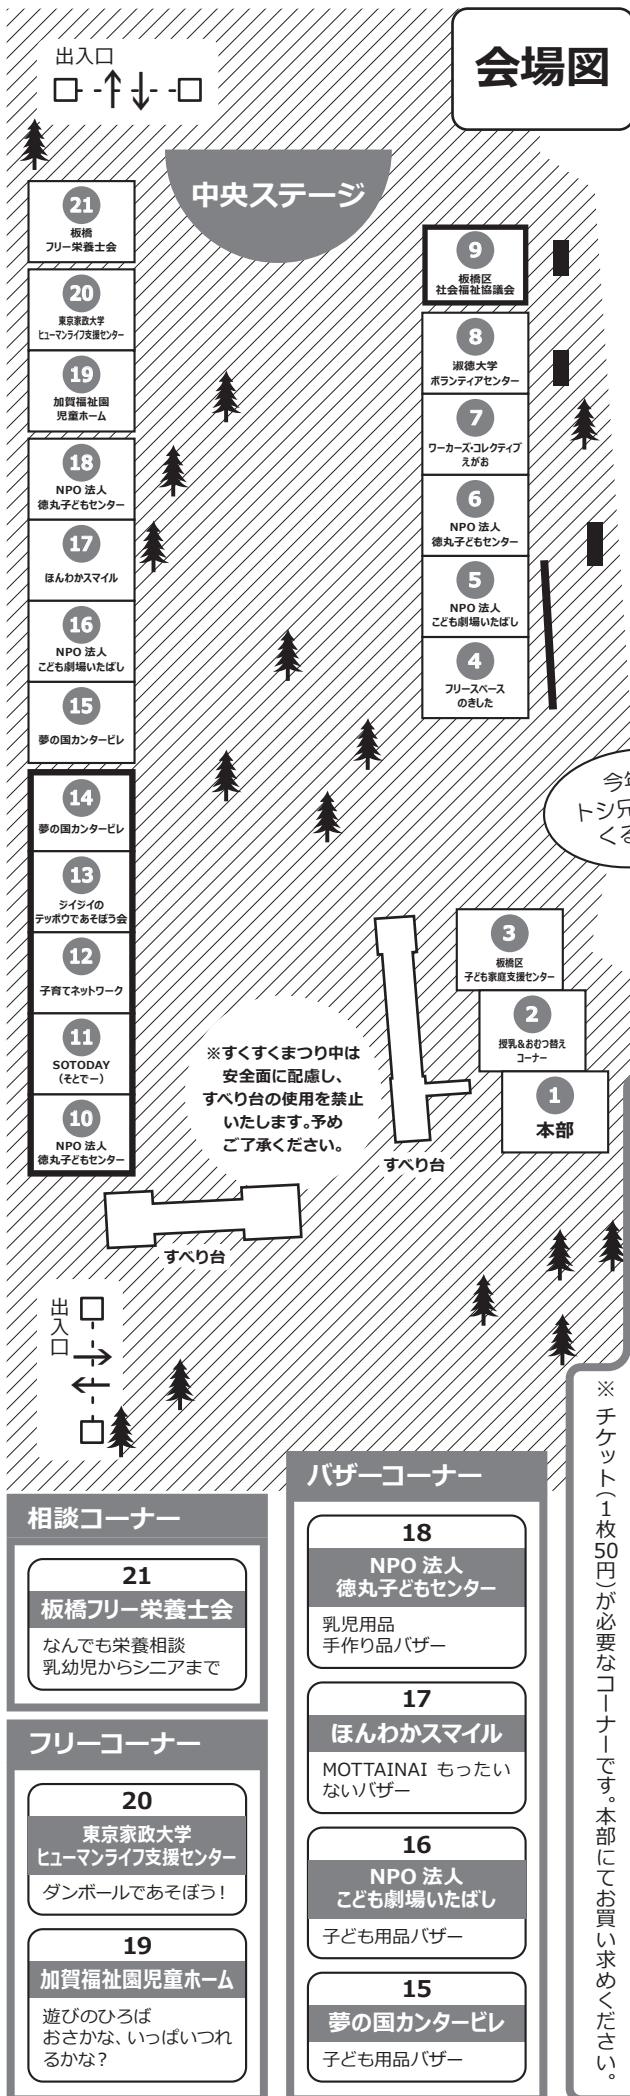 会場図
出入口
中央ステージ
21
板橋
フリー栄養士会
20
東京家政大学
ヒューマンライフ支援センター
19
加賀福祉園
児童ホーム
18
NPO 法人
徳丸子どもセンター
17
ほんわかスマイル
16
NPO 法人
こども劇場いたばし
15
夢の国カンタービレ
14
夢の国カンタービレ
13
ジイジイの
テッポウであそぼう会
12
子育てネットワーク
11
SOTODAY
(そとでー)
10
NPO 法人
徳丸子どもセンター
9
板橋区
社会福祉協議会
8
淑徳大学
ボランティアセンター
7
ワーカーズ・コレクティブ
えがお
6
NPO 法人
徳丸子どもセンター
5
NPO 法人
こども劇場いたばし
4
フリースペース
のきした
今年
トシ兄
くる
3
板橋区
子ども家庭支援センター
2
授乳&おむつ替え
コーナー
1
本部
※すくすくまつり中は
安全面に配慮し、
すべり台の使用を禁止
いたします。予め
ご了承ください。
すべり台
すべり台
出入口
※チケット(1枚50円)が必要なコーナーです。本部にてお買い求めください。
相談コーナー
21
板橋フリー栄養士会
なんでも栄養相談
乳幼児からシニアまで
フリーコーナー
20
東京家政大学
ヒューマンライフ支援センター
ダンボールであそぼう!
19
加賀福祉園児童ホーム
遊びのひろば
おさかな、いっぱいつれ
るかな?
バザーコーナー
18
NPO 法人
徳丸子どもセンター
乳児用品
手作り品バザー
17
ほんわかスマイル
MOTTAINAI もったい
ないバザー
16
NPO 法人
こども劇場いたばし
子ども用品バザー
15
夢の国カンタービレ
子ども用品バザー